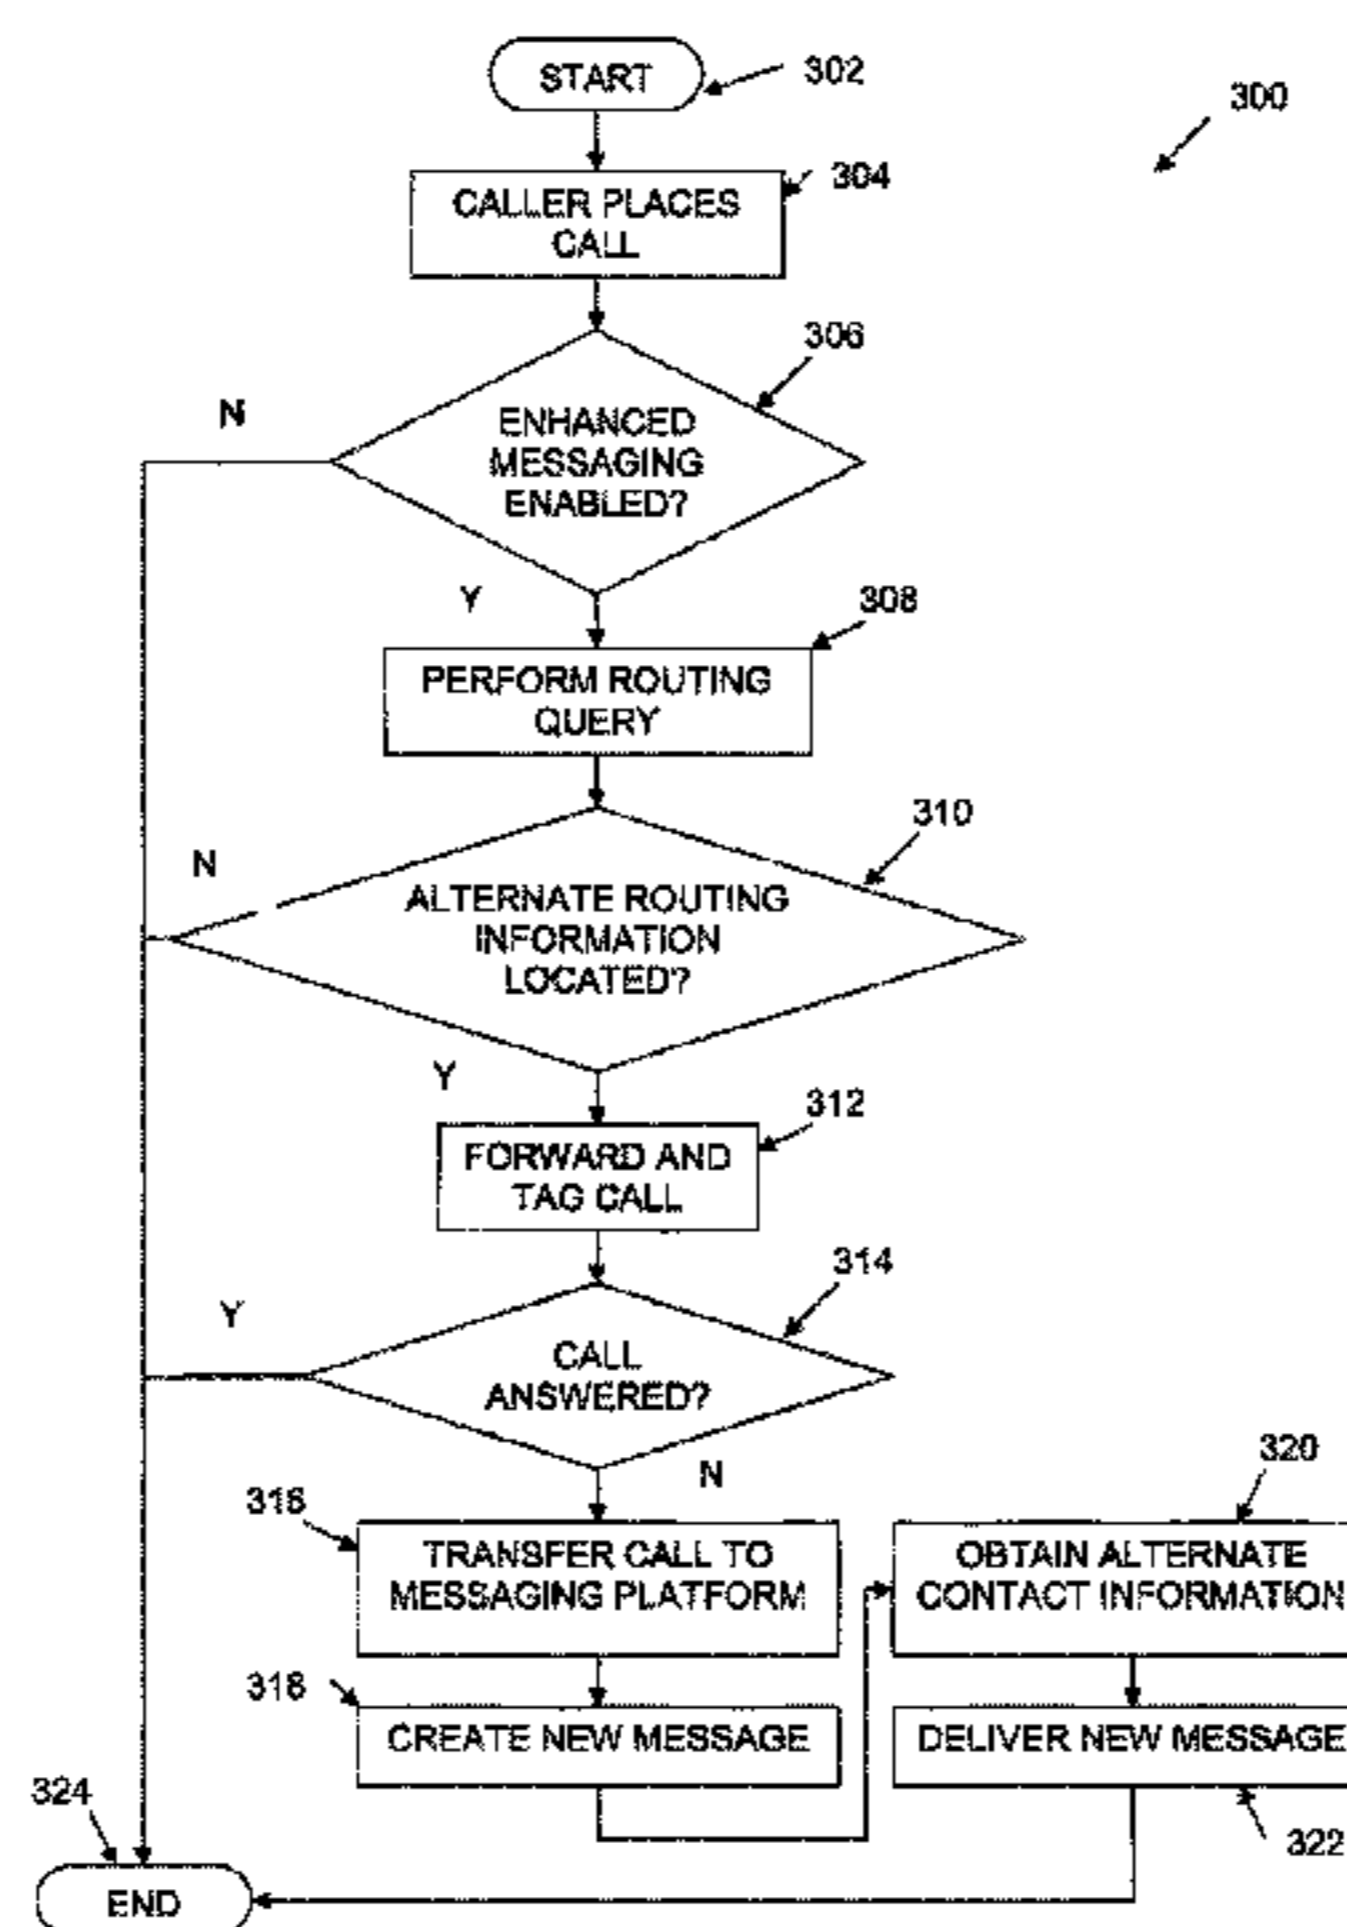 START
302
300
CALLER PLACES
CALL
304
306
N
ENHANCED
MESSAGING
ENABLED?
Y
308
PERFORM ROUTING
QUERY
310
N
ALTERNATE ROUTING
INFORMATION
LOCATED?
Y
312
FORWARD AND
TAG CALL
314
Y
CALL
ANSWERED?
N
316
TRANSFER CALL TO
MESSAGING PLATFORM
320
OBTAIN ALTERNATE
CONTACT INFORMATION
318
CREATE NEW MESSAGE
DELIVER NEW MESSAGE
322
324
END